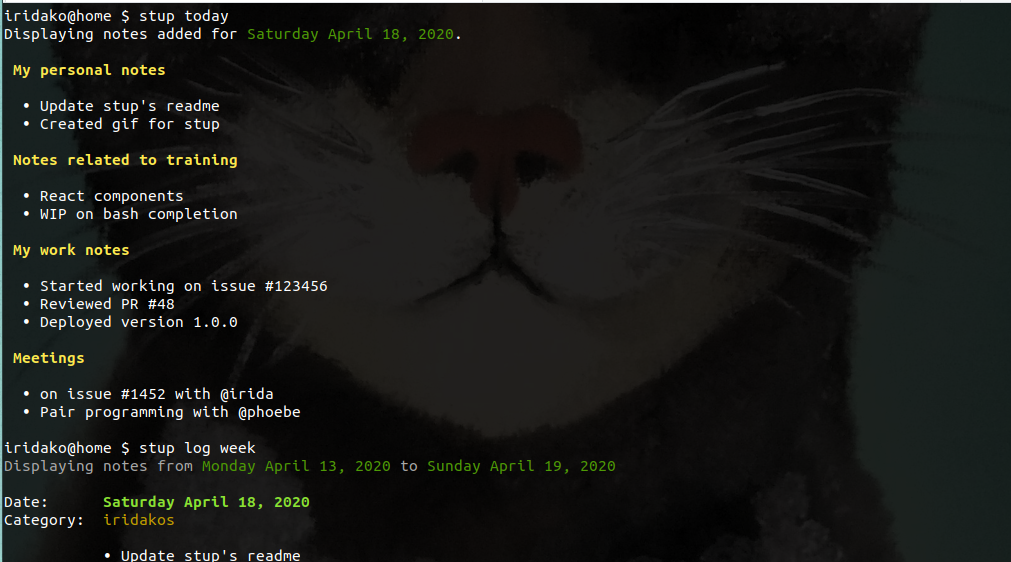 iridako@home $ stup today
Displaying notes added for Saturday April 18, 2020.
My personal notes
• Update stup's readme
• Created gif for stup
Notes related to training
• React components
• WIP on bash completion
My work notes
• Started working on issue #123456
• Reviewed PR #48
• Deployed version 1.0.0
Meetings
• on issue #1452 with @irida
• Pair programming with @phoebe
iridako@home $ stup log week
Displaying notes from Monday April 13, 2020 to Sunday April 19, 2020
Date: Saturday April 18, 2020
Category: iridakos
• Update stup's readme